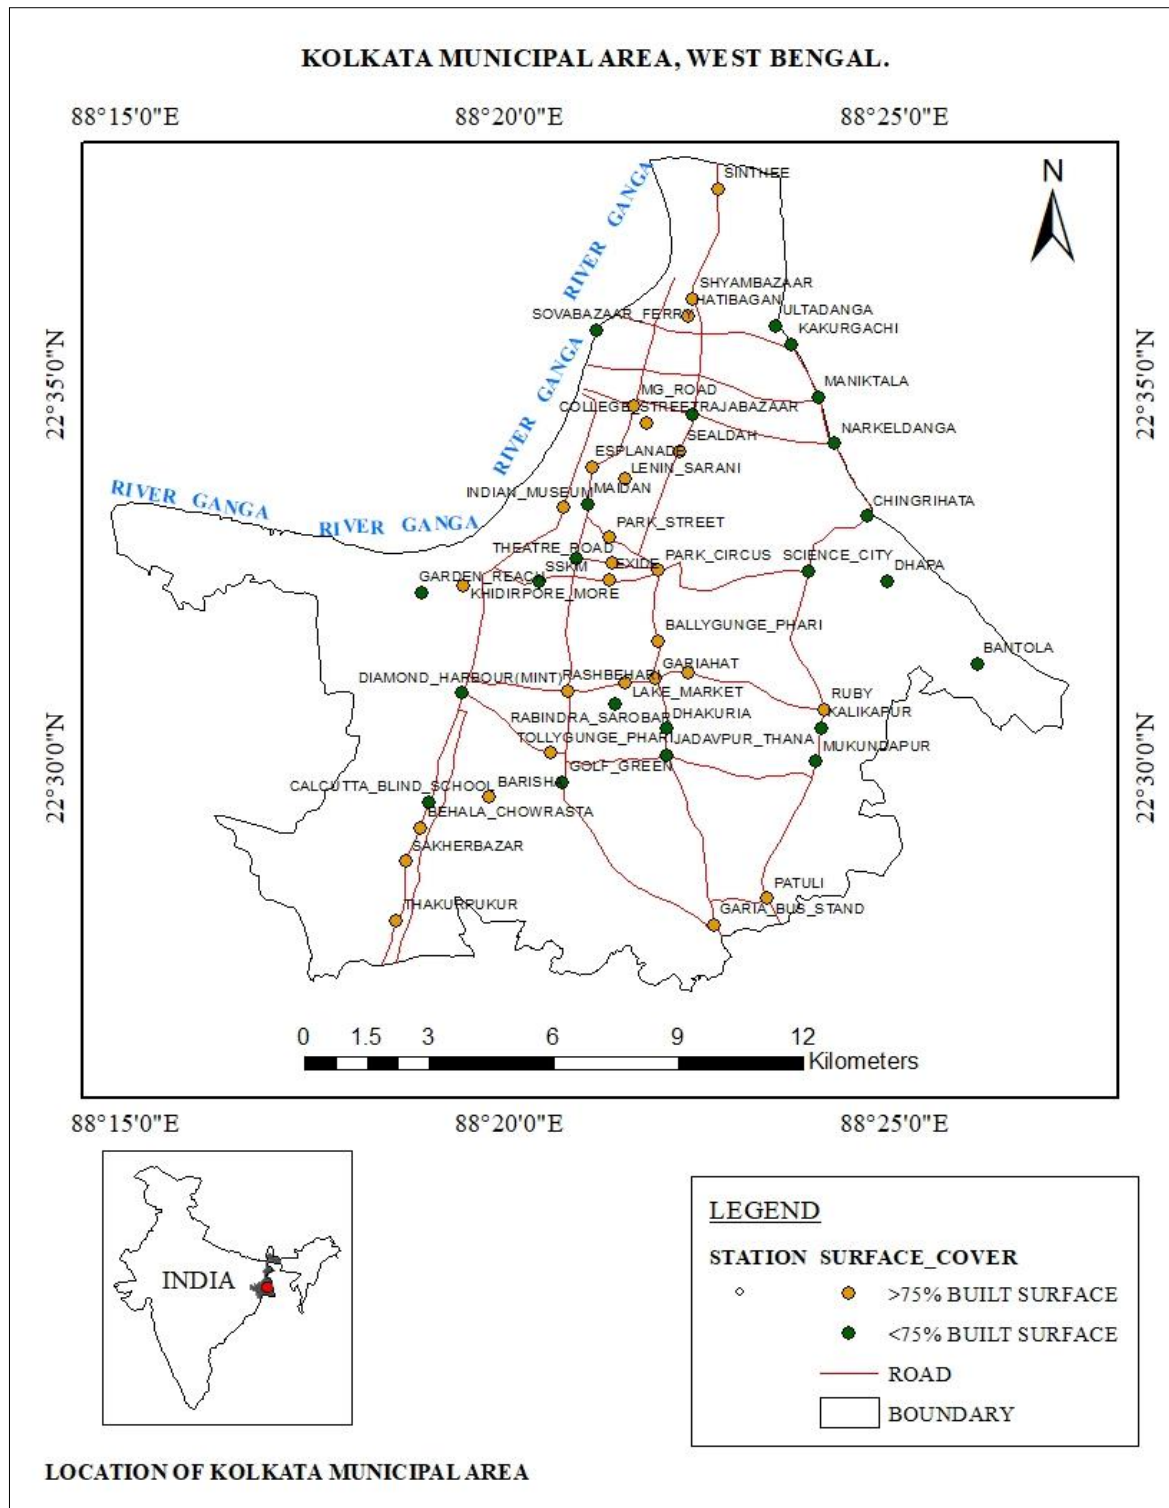 KOLKATA MUNICIPAL AREA, WEST BENGAL.
88°15'0"E 88°20'0"E 88°25'0"E
N
RIVER GANGA
SINTHEE
SHYAMBAZAAR
HATIBAGAN
SOVABAZAAR_FERRY
ULTADANGA
KAKURGACHI
22°35'0"N
22°35'0"N
RIVER GANGA
MANIKTALA
MG_ROAD
COLLEGE_STREET
RAJABAZAAR
NARKELDANGA
SEALDAH
ESPLANADE
LENIN_SARANI
RIVER GANGA
RIVER GANGA
INDIAN_MUSEUM
MAIDAN
CHINGRIHATA
PARK_STREET
THEATRE_ROAD
EXIDE
PARK_CIRCUS
SCIENCE_CITY
DHAPA
SSKM
GARDEN_REACH
KHIDIRPORE_MORE
BALLYGUNGE_PHARI
BANTOLA
GARIAHAT
DIAMOND_HARBOUR(MINT)
RASHBEHARI
LAKE_MARKET
RUBY
KALIKAPUR
RABINDRA_SAROBAR
DHAKURIA
TOLLYGUNGE_PHARI
JADAVPUR_THANA
MUKUNDAPUR
22°30'0"N
22°30'0"N
GOLF_GREEN
CALCUTTA_BLIND_SCHOOL
BARISHA
BEHALA_CHOWRASTA
SAKHERBAZAR
PATULI
THAKURPUKUR
GARIA_BUS_STAND
0 1.5 3 6 9 12
Kilometers
88°15'0"E 88°20'0"E 88°25'0"E
INDIA
LEGEND
STATION SURFACE_COVER
>75% BUILT SURFACE
<75% BUILT SURFACE
ROAD
BOUNDARY
LOCATION OF KOLKATA MUNICIPAL AREA